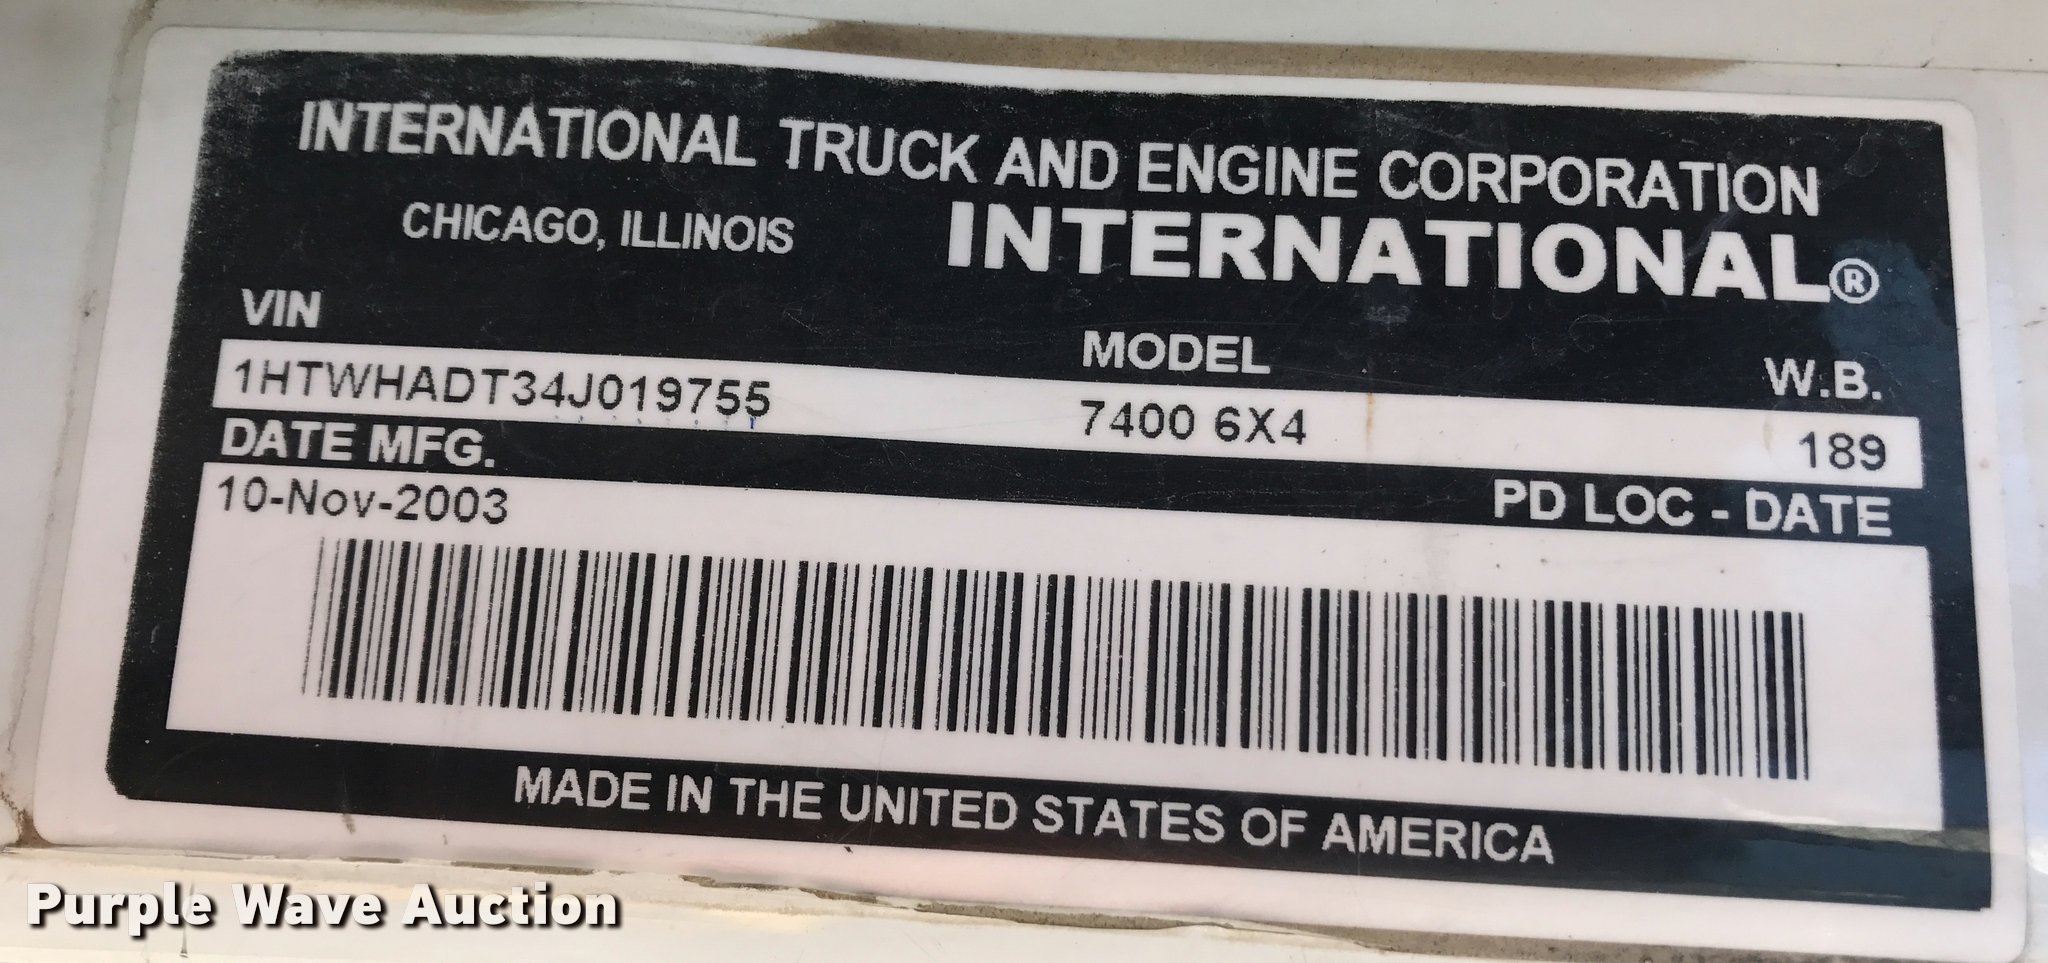 INTERNATIONAL TRUCK AND ENGINE CORPORATION
CHICAGO, ILLINOIS INTERNATIONAL®
VIN MODEL W.B.
1HTWHADT34J019755 7400 6X4 189
DATE MFG. PD LOC - DATE
10-Nov-2003
MADE IN THE UNITED STATES OF AMERICA
Purple Wave Auction